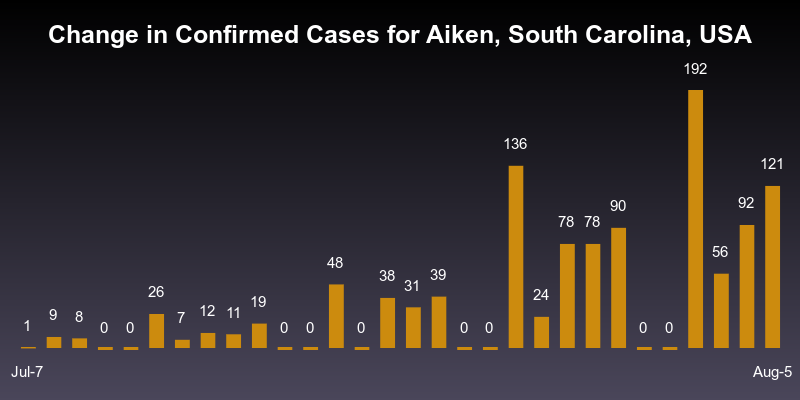 Change in Confirmed Cases for Aiken, South Carolina, USA
1 9 8 0 0 26 7 12 11 19 0 0 48 0 38 31 39 0 0 136 24 78 78 90 0 0 192 56 92 121
Jul-7 Aug-5